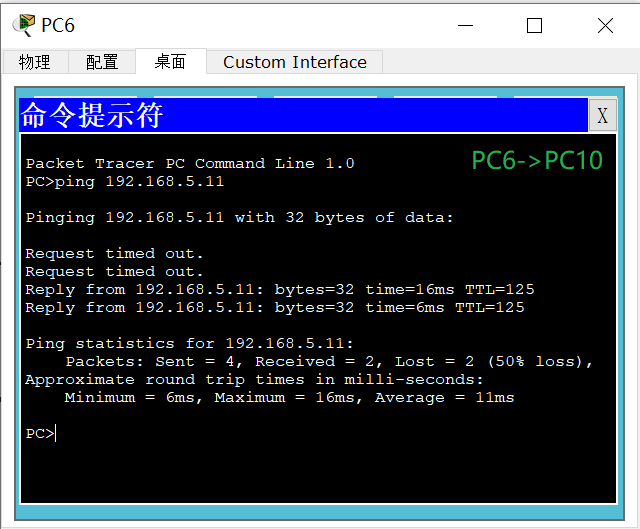 PC6
物理 配置 桌面 Custom Interface
命令提示符 X
PC6->PC10
Packet Tracer PC Command Line 1.0
PC>ping 192.168.5.11
Pinging 192.168.5.11 with 32 bytes of data:
Request timed out.
Request timed out.
Reply from 192.168.5.11: bytes=32 time=16ms TTL=125
Reply from 192.168.5.11: bytes=32 time=6ms TTL=125
Ping statistics for 192.168.5.11:
Packets: Sent = 4, Received = 2, Lost = 2 (50% loss),
Approximate round trip times in milli-seconds:
Minimum = 6ms, Maximum = 16ms, Average = 11ms
PC>